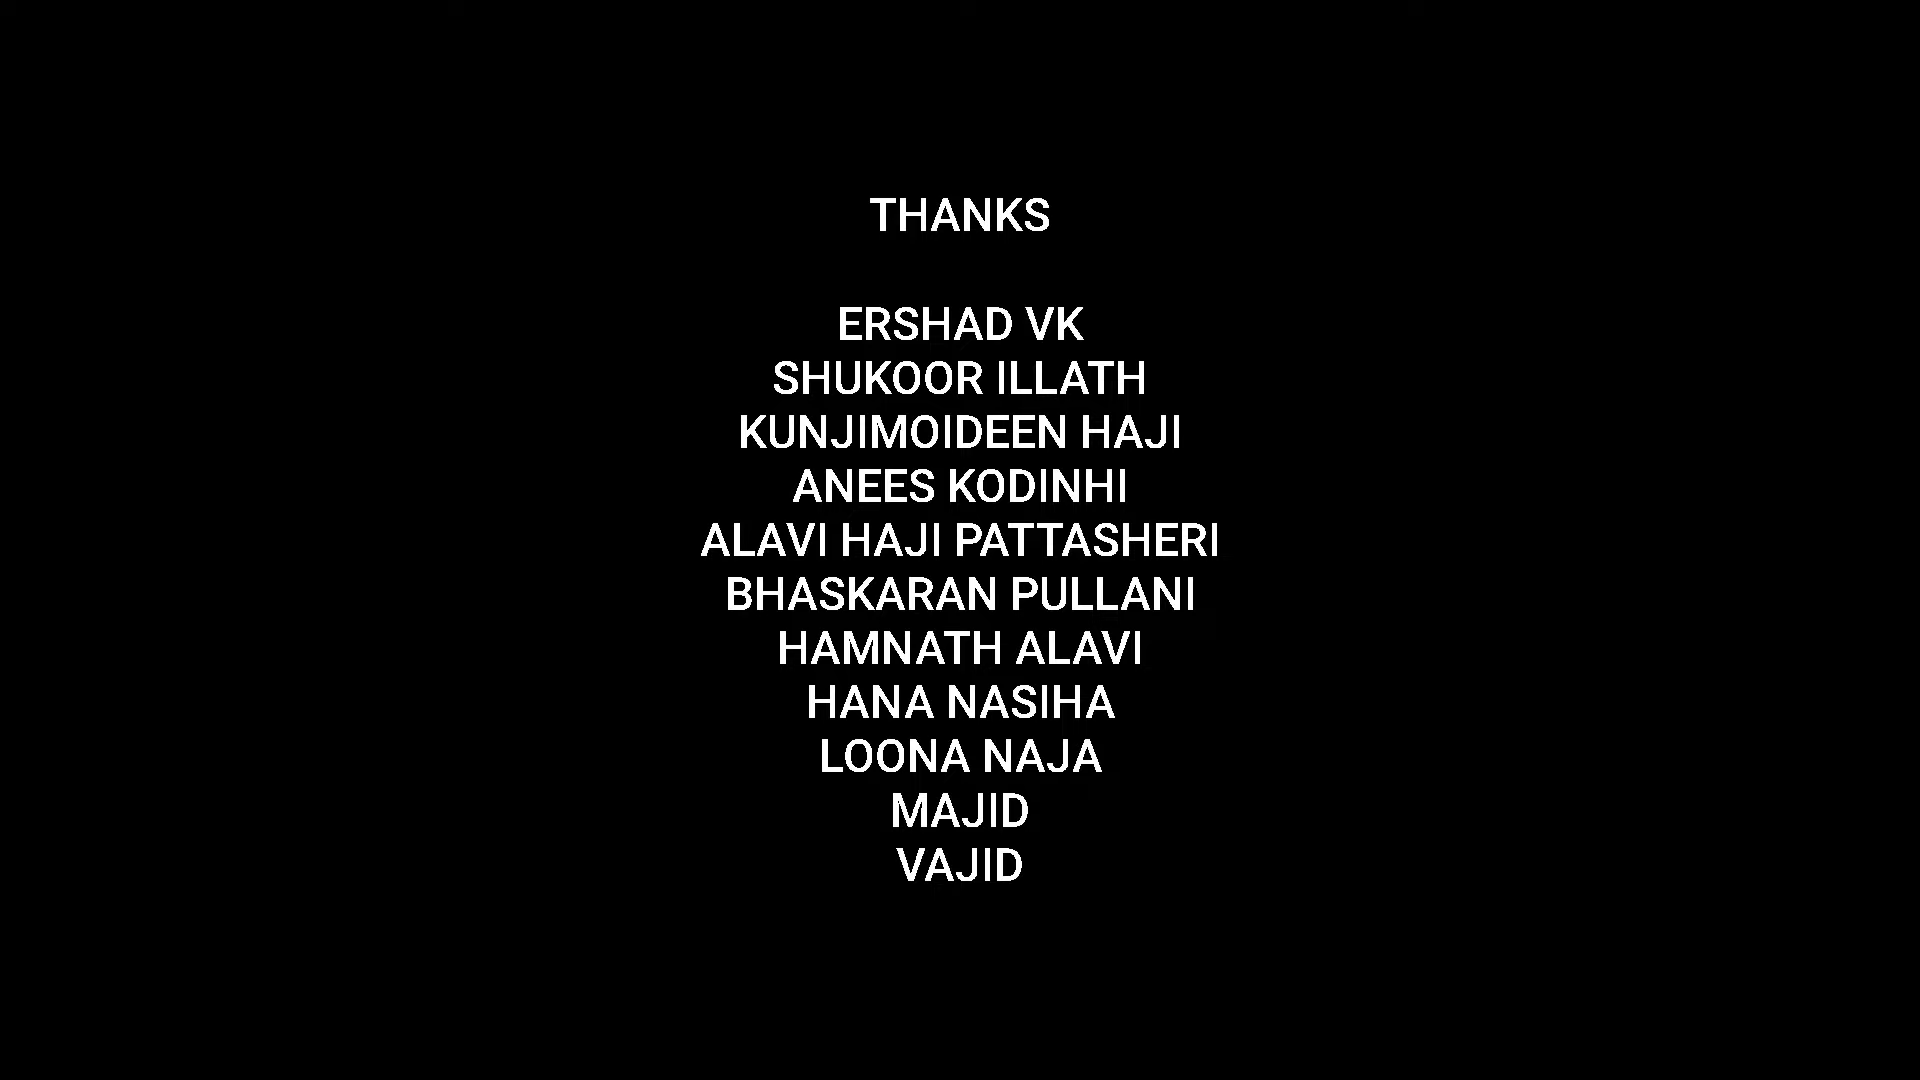 THANKS
ERSHAD VK
SHUKOOR ILLATH
KUNJIMOIDEEN HAJI
ANEES KODINHI
ALAVI HAJI PATTASHERI
BHASKARAN PULLANI
HAMNATH ALAVI
HANA NASIHA
LOONA NAJA
MAJID
VAJID